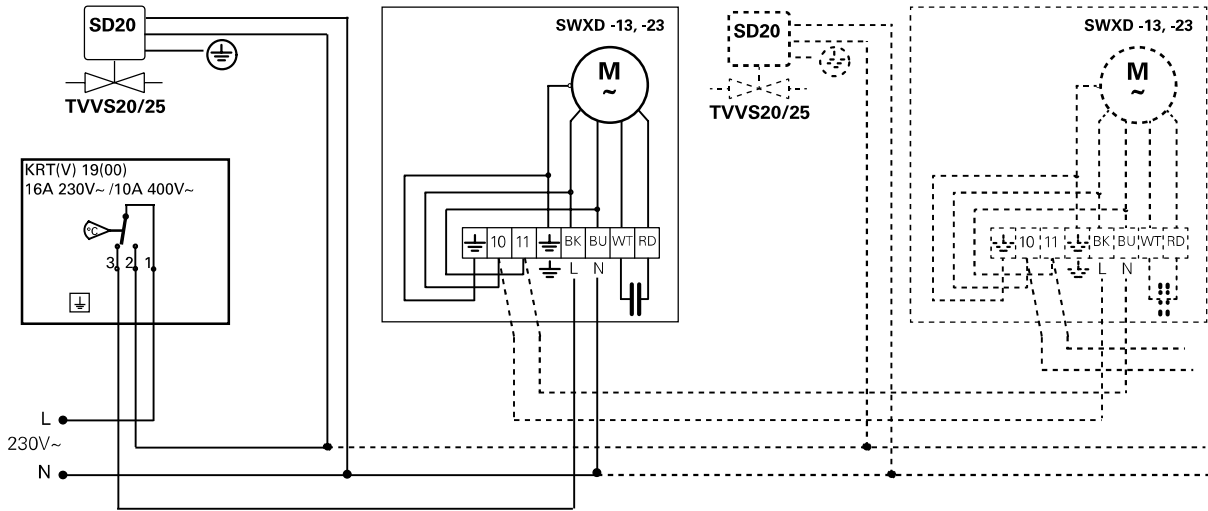 SD20
TVVS20/25
KRT(V) 19(00)
16A 230V~ /10A 400V~
°C
3 2 1
L
230V~
N
SWXD -13, -23
M
~
10 11 BK BU WT RD
L N
SD20
TVVS20/25
SWXD -13, -23
M
~
10 11 BK BU WT RD
L N